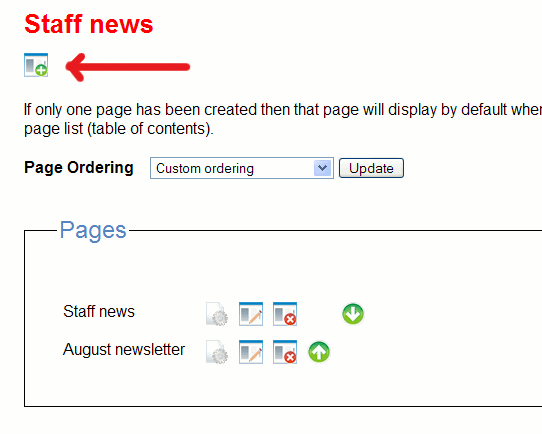 Staff news
If only one page has been created then that page will display by default
page list (table of contents).
Page Ordering Custom ordering Update
Pages
Staff news
August newsletter